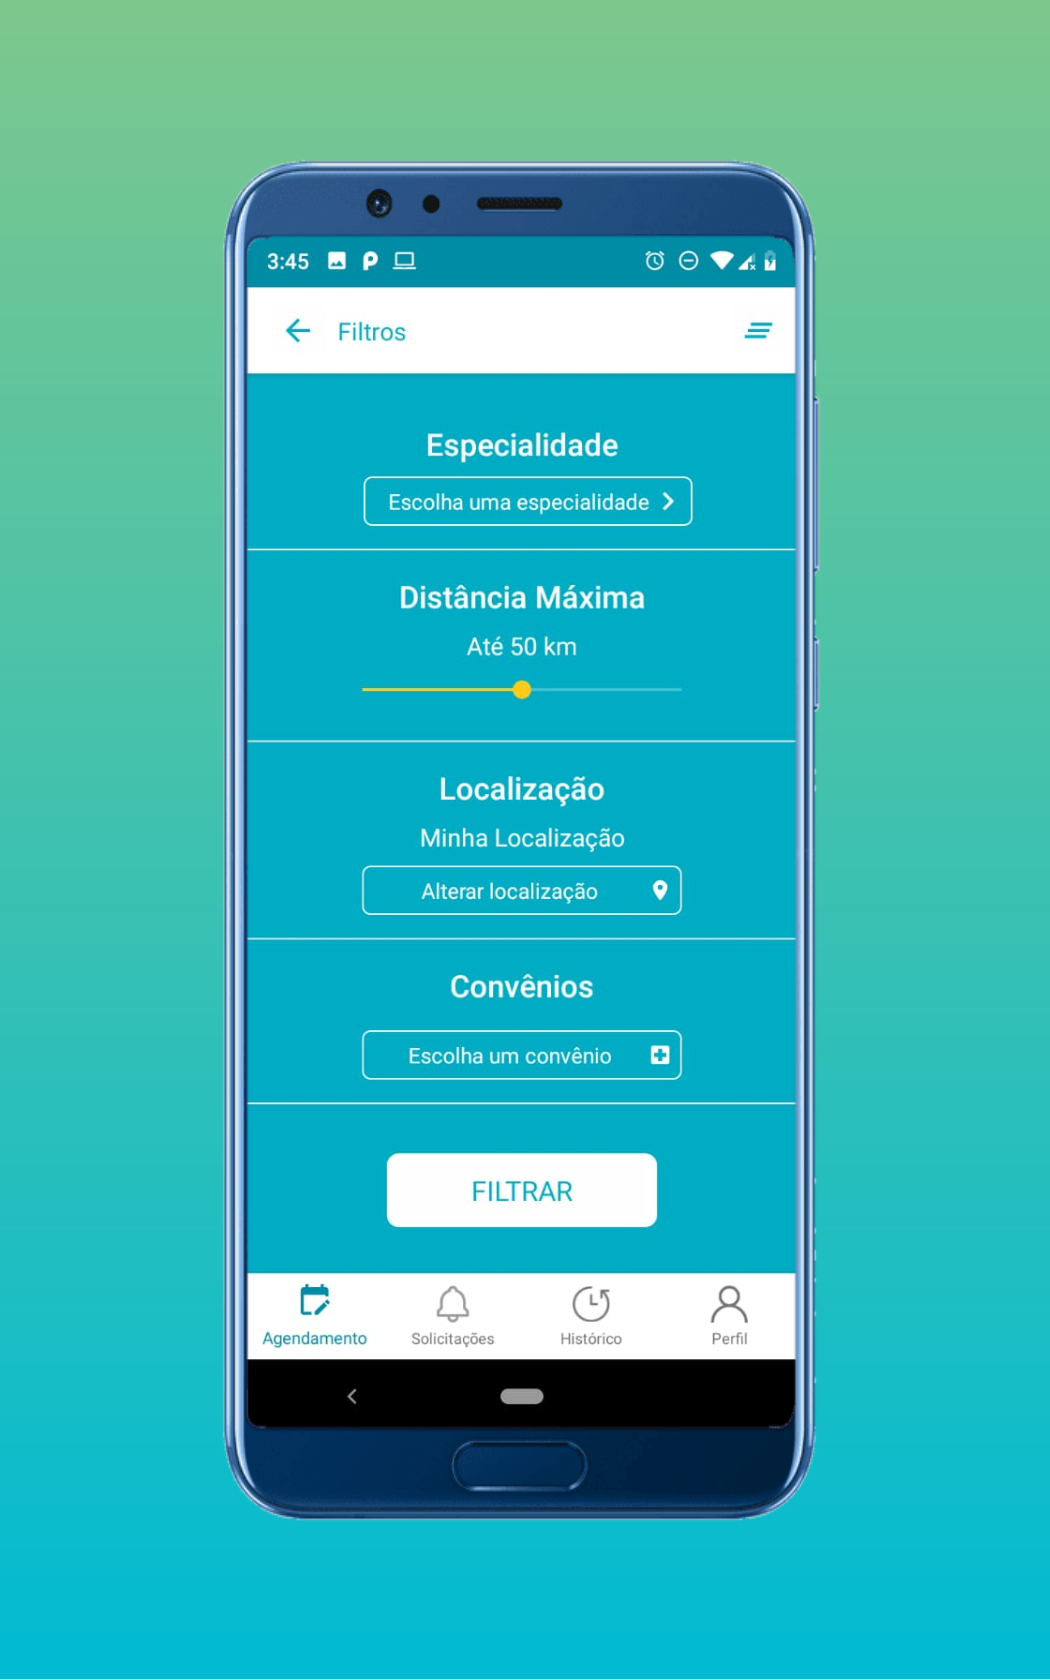 3:45
Filtros
Especialidade
Escolha uma especialidade
Distância Máxima
Até 50 km
Localização
Minha Localização
Alterar localização
Convênios
Escolha um convênio
FILTRAR
Agendamento Solicitações Histórico Perfil